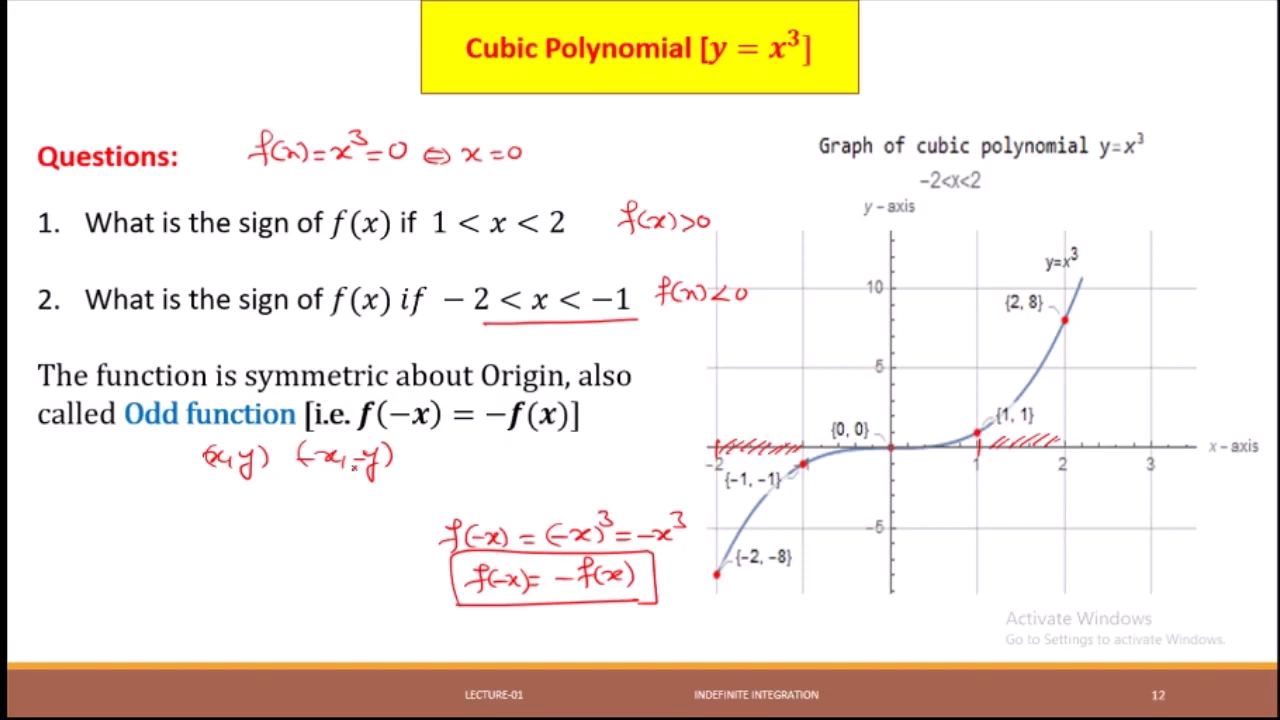 Cubic Polynomial [y = x³]
Questions: f(x)=x³=0 ⇔ x=0
1. What is the sign of f(x) if 1 < x < 2 f(x)>0
2. What is the sign of f(x) if − 2 < x < −1 f(x)<0
The function is symmetric about Origin, also
called Odd function [i.e. f(−x) = −f(x)]
(x,y) (-x,-y)
f(-x) = (-x)³ = -x³
f(-x)= -f(x)
Graph of cubic polynomial y=x³
-2<x<2
y-axis
y=x³
10
{2, 8}
5
{1, 1}
{0, 0}
x-axis
-2 -1 1 2 3
{-1, -1}
-5
{-2, -8}
Activate Windows
Go to Settings to activate Windows.
LECTURE-01 INDEFINITE INTEGRATION 12